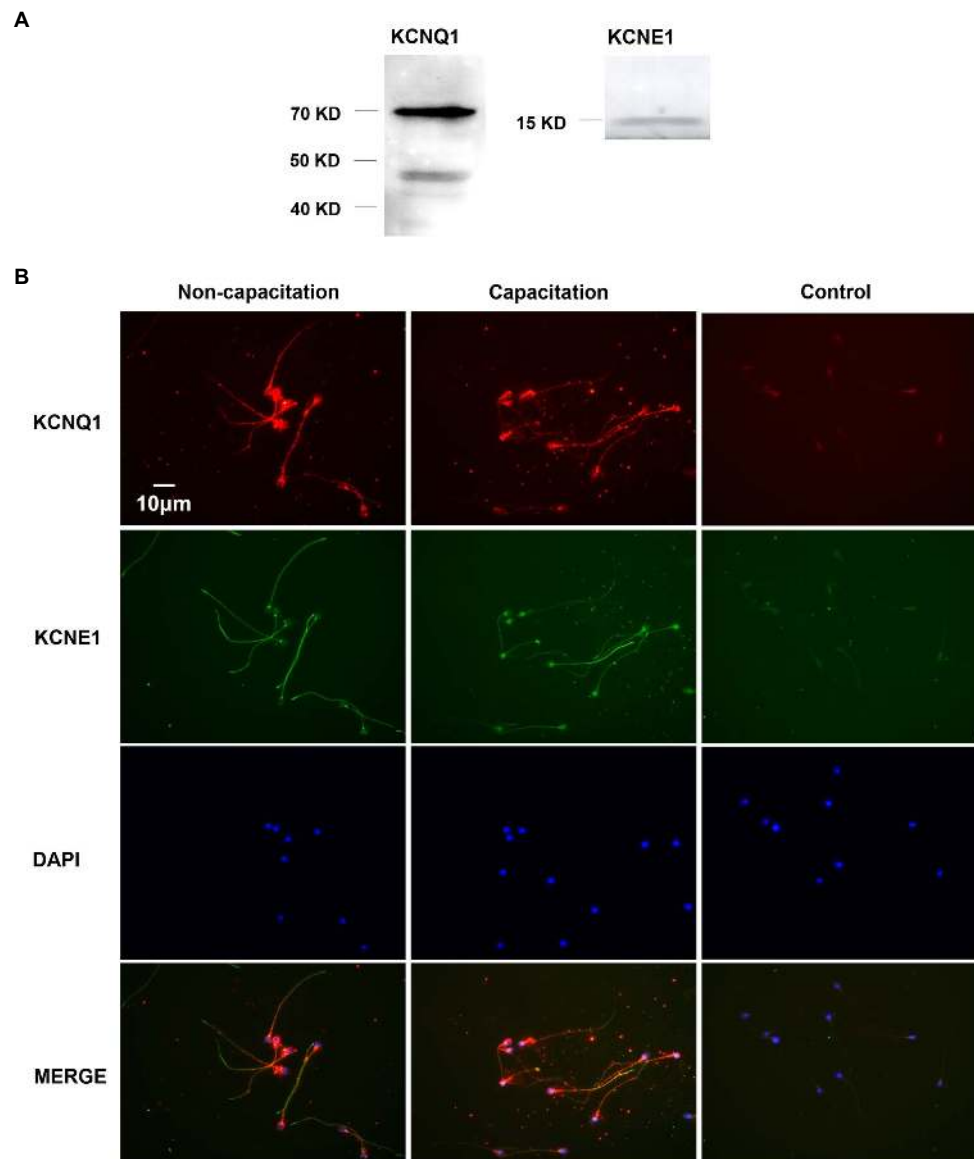 A
KCNQ1 KCNE1
70 KD
15 KD
50 KD
40 KD
B
Non-capacitation Capacitation Control
KCNQ1
10μm
KCNE1
DAPI
MERGE